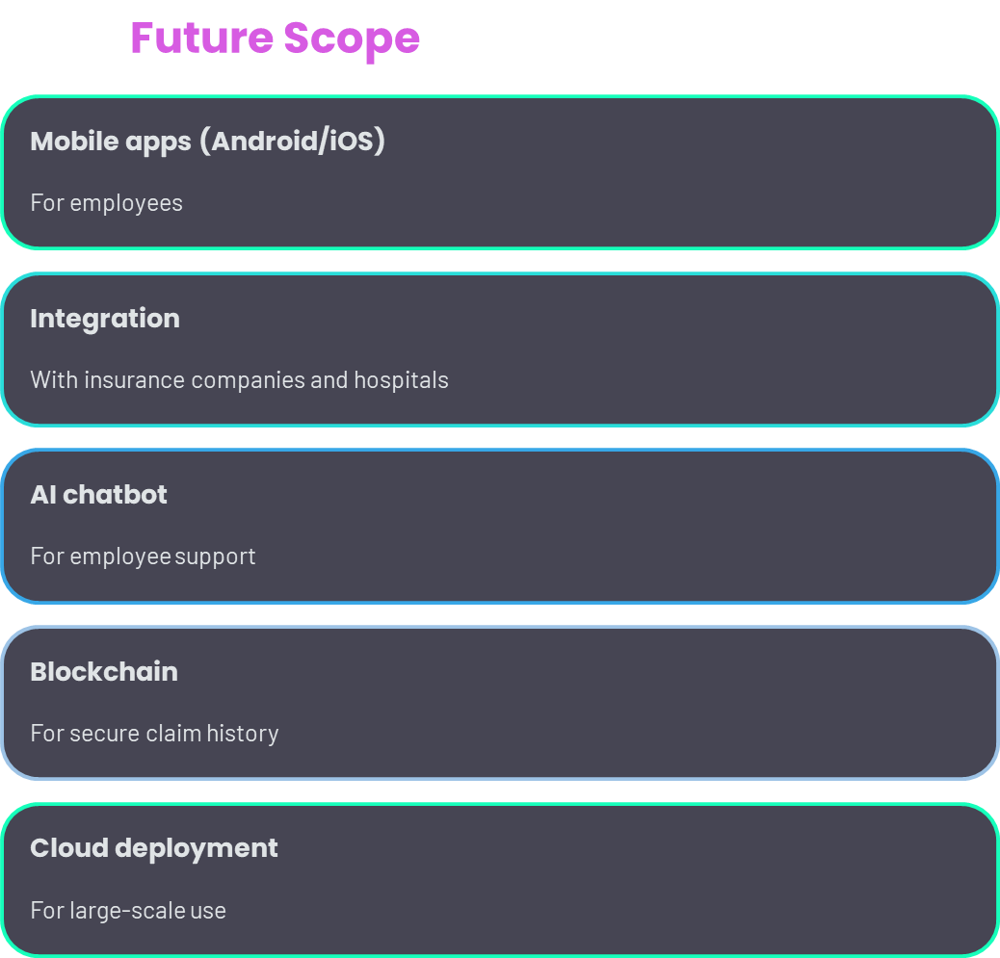 Future Scope
Mobile apps (Android/iOS)
For employees
Integration
With insurance companies and hospitals
AI chatbot
For employee support
Blockchain
For secure claim history
Cloud deployment
For large-scale use